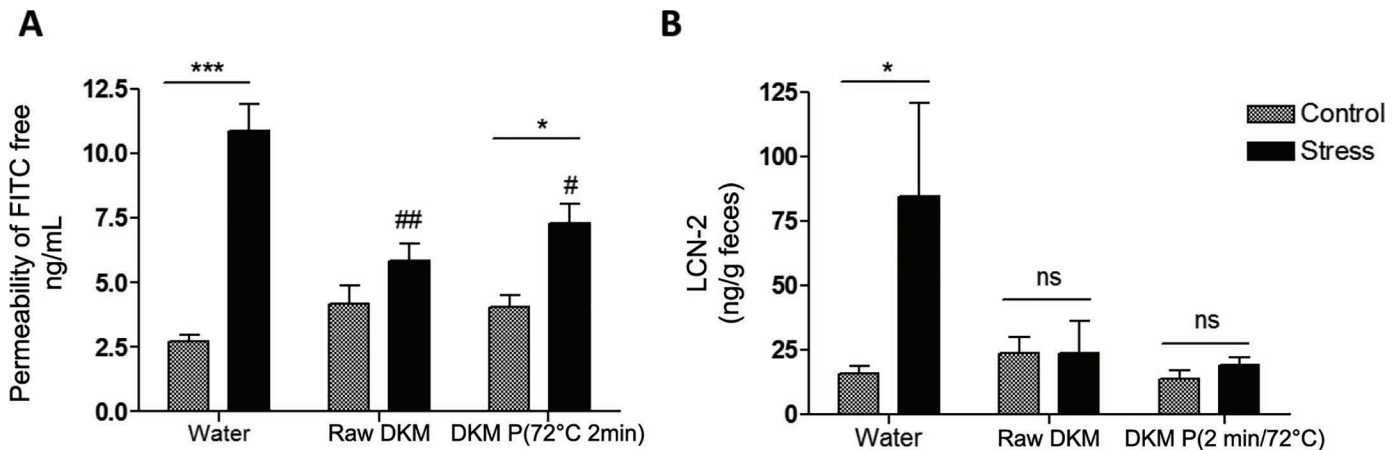 A
Permeability of FITC free
ng/mL
12.5
10.0
7.5
5.0
2.5
0.0
***
##
*
#
Water
Raw DKM
DKM P(72°C 2min)
B
LCN-2
(ng/g feces)
125
100
75
50
25
0
*
ns
ns
Water
Raw DKM
DKM P(2 min/72°C)
Control
Stress